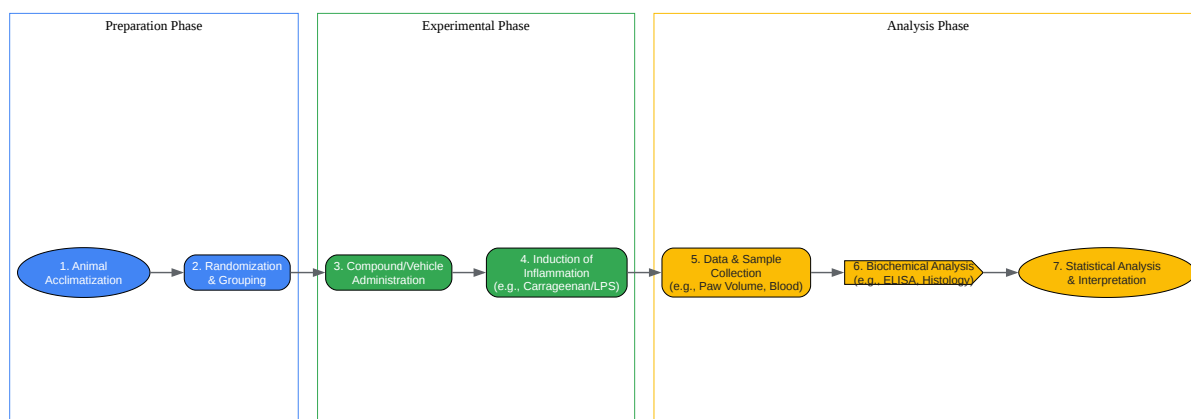 Preparation Phase
Experimental Phase
Analysis Phase
1. Animal
Acclimatization
2. Randomization
& Grouping
3. Compound/Vehicle
Administration
4. Induction of
Inflammation
(e.g., Carrageenan/LPS)
5. Data & Sample
Collection
(e.g., Paw Volume, Blood)
6. Biochemical Analysis
(e.g., ELISA, Histology)
7. Statistical Analysis
& Interpretation